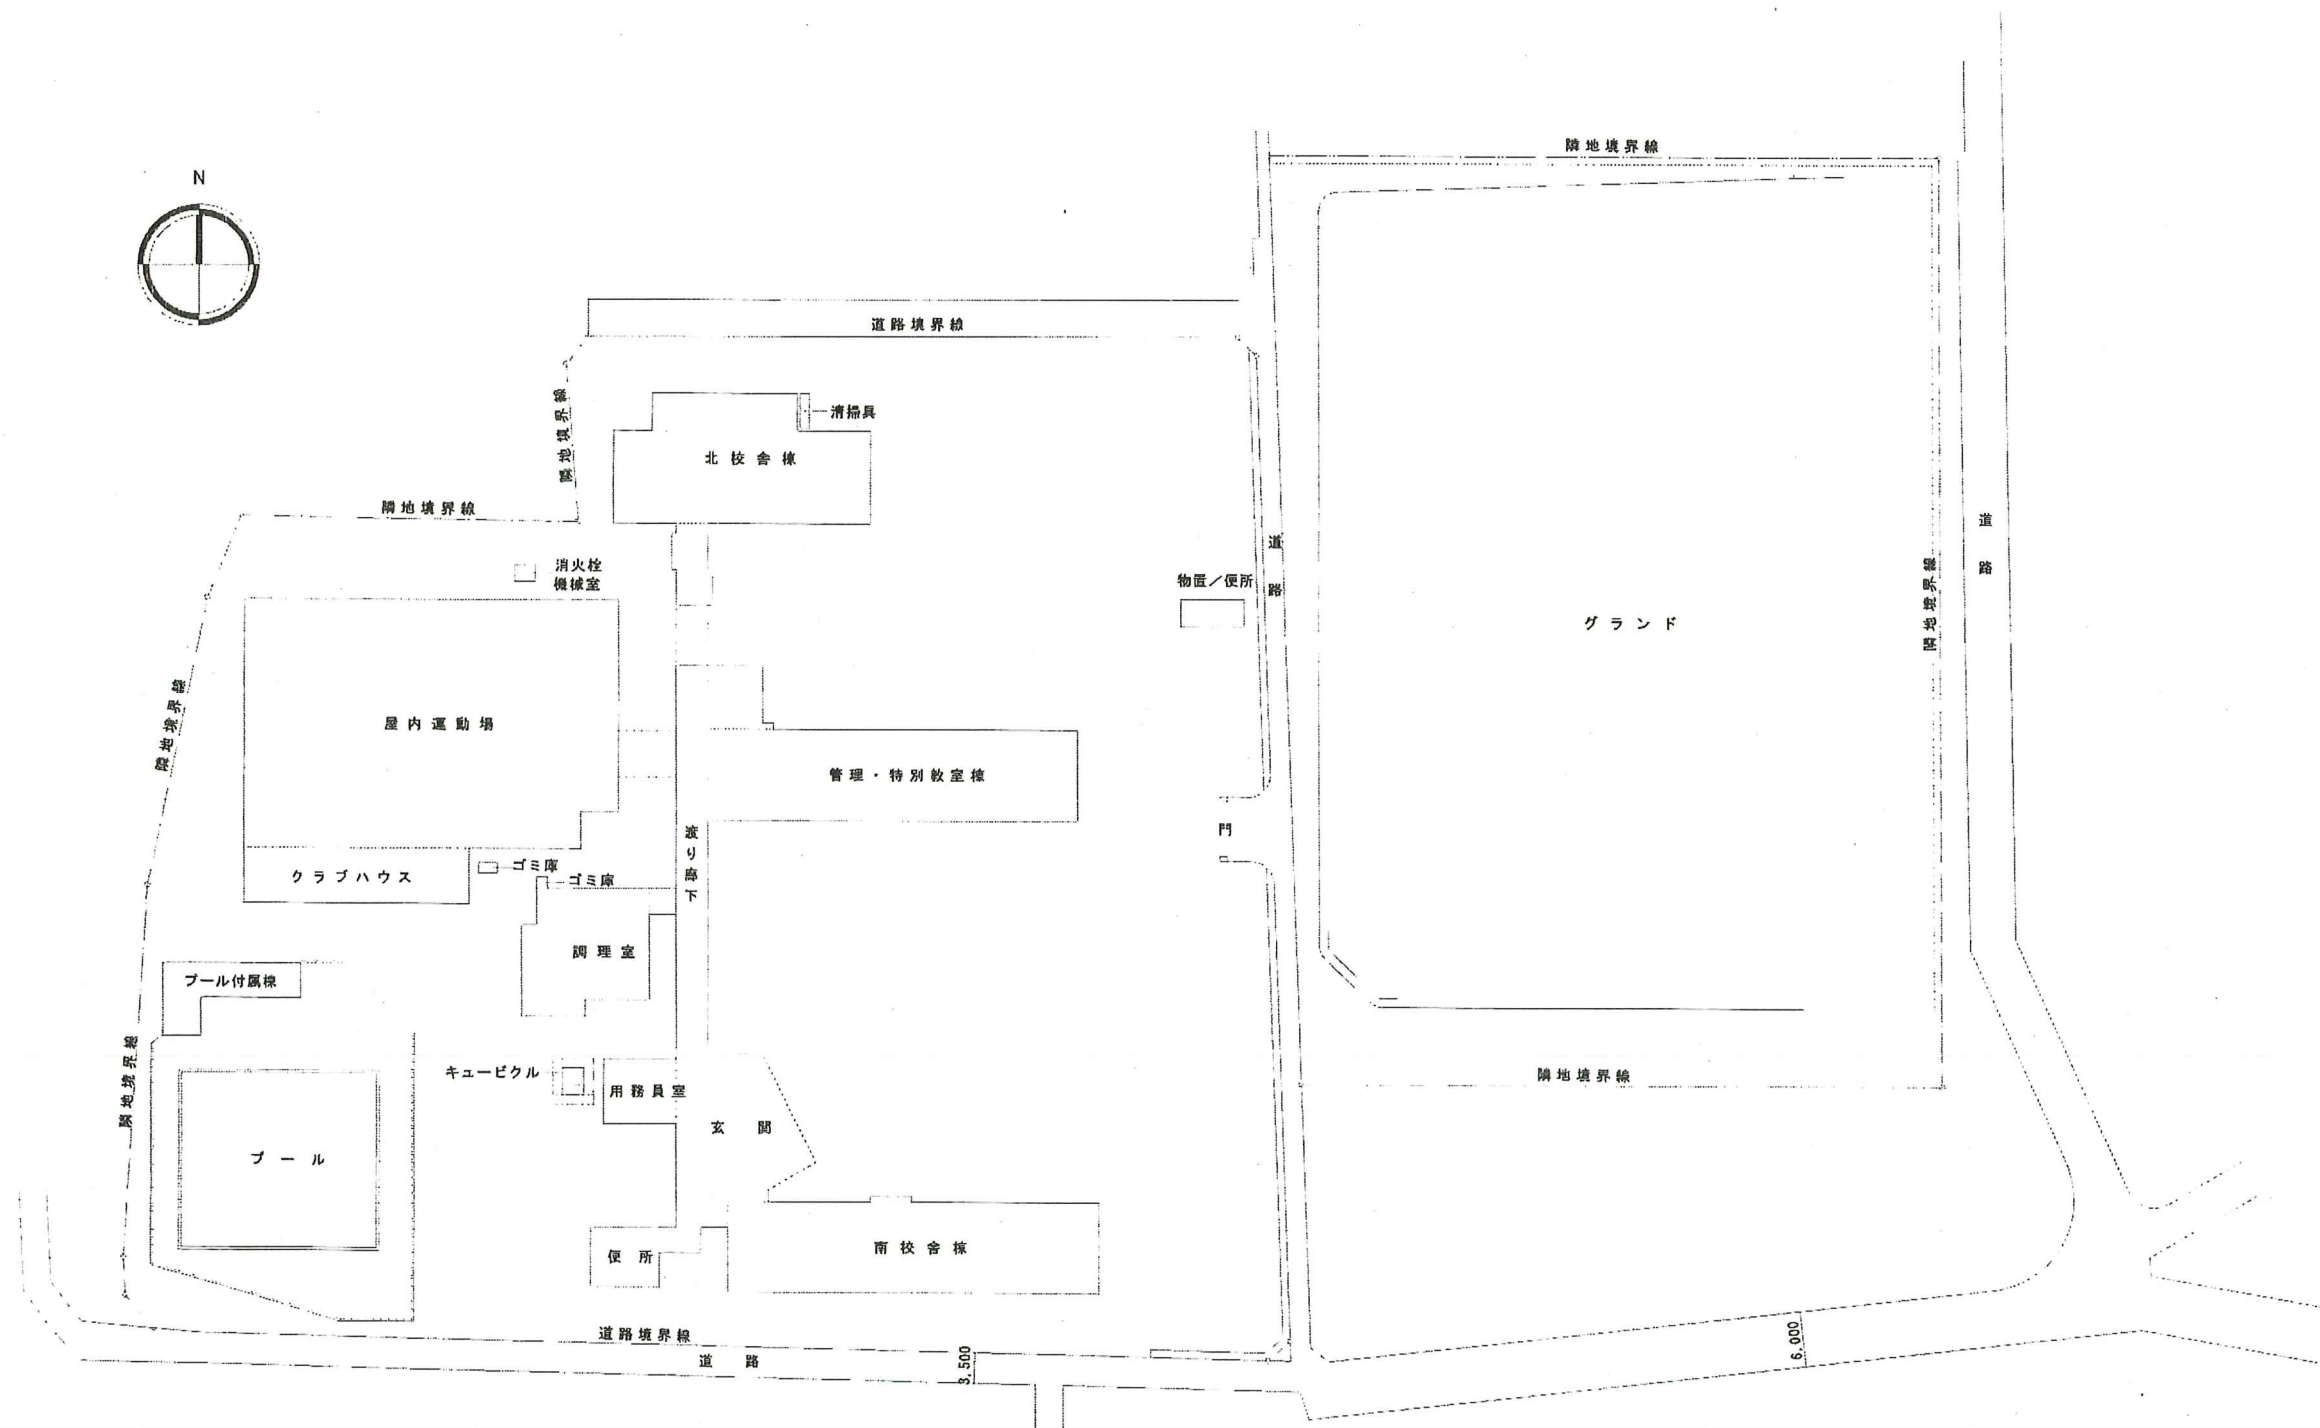 N
隣地境界線
道路境界線
隣地境界線
清掃具
北校舎棟
隣地境界線
消火栓
機械室
道路
物置/便所
道路
隣地境界線
グランド
隣地境界線
屋内運動場
管理・特別教室棟
渡り廊下
門
クラブハウス
ゴミ庫
ゴミ庫
調理室
プール付属棟
隣地境界線
キュービクル
用務員室
隣地境界線
玄関
プール
便所
南校舎棟
道路境界線
道路
3,500
6,000